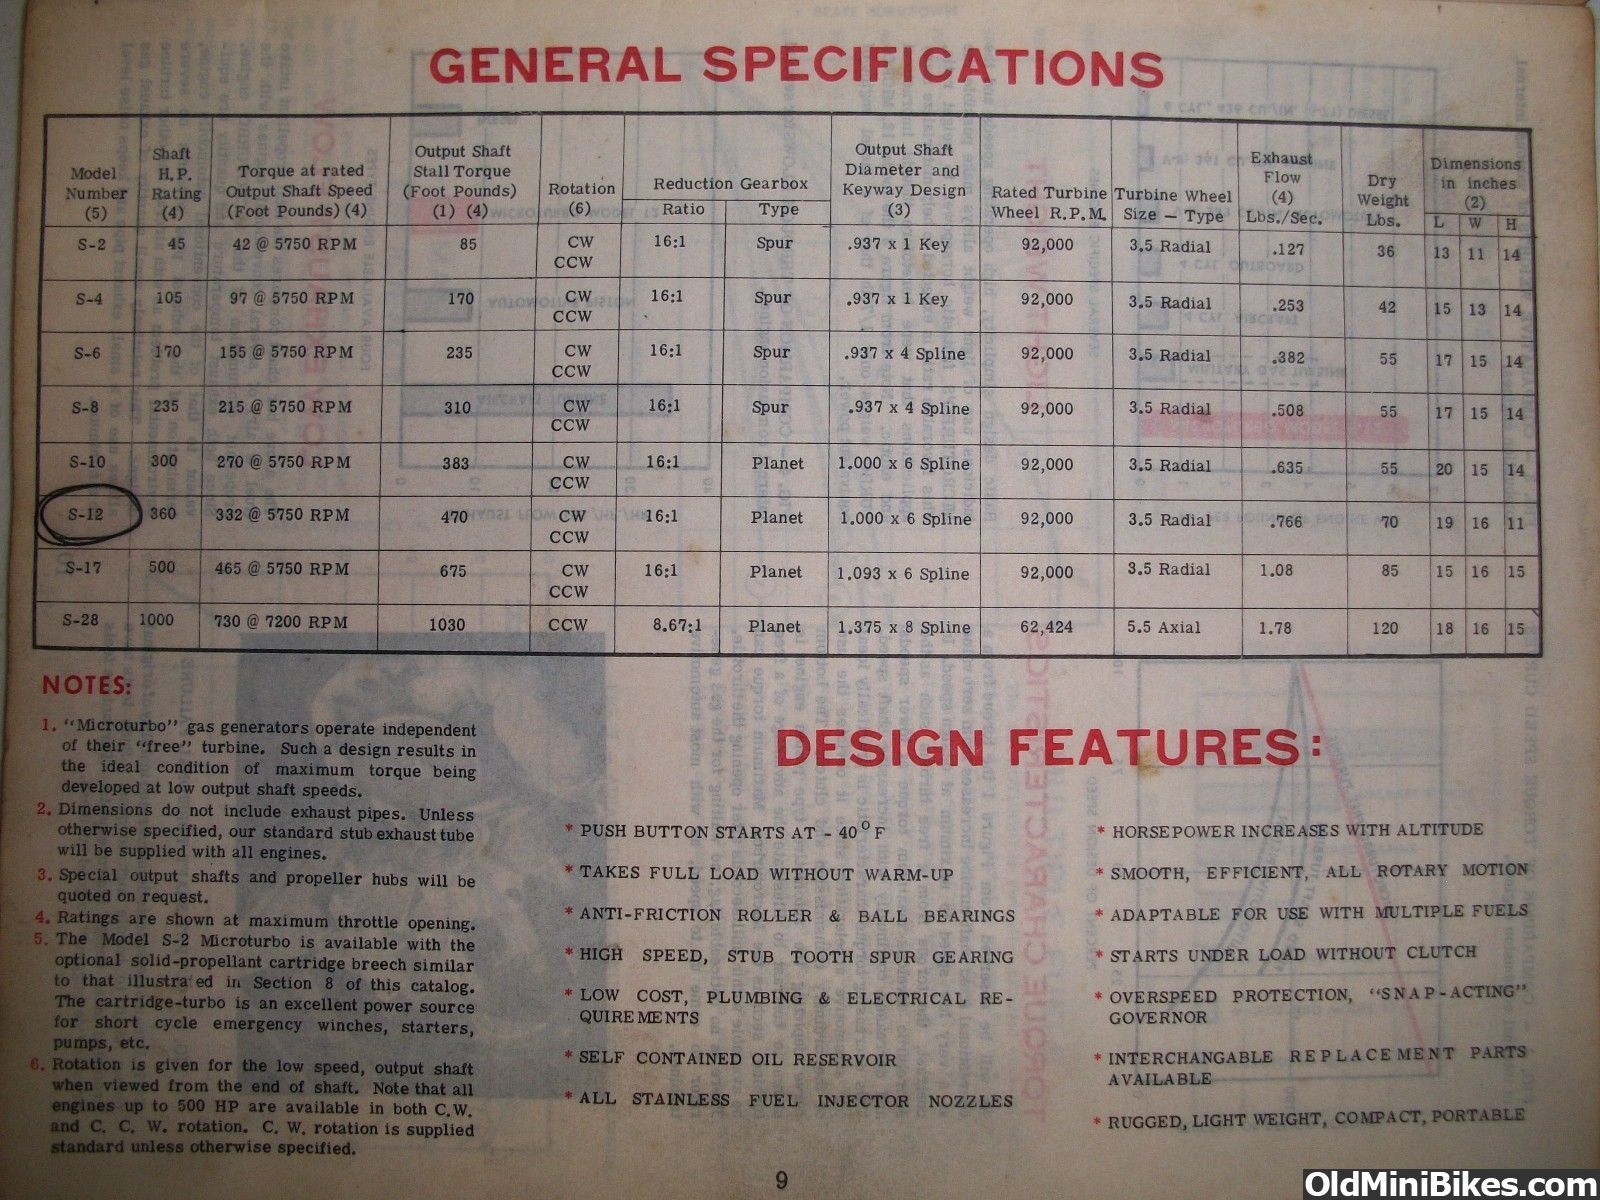 GENERAL SPECIFICATIONS
Model Number (5) | Shaft H.P. Rating (4) | Torque at rated Output Shaft Speed (Foot Pounds) (4) | Output Shaft Stall Torque (Foot Pounds) (1) (4) | Rotation (6) | Reduction Gearbox Ratio | Type | Output Shaft Diameter and Keyway Design (3) | Rated Turbine Wheel R.P.M. | Turbine Wheel Size — Type | Exhaust Flow (4) Lbs./Sec. | Dry Weight Lbs. | Dimensions in inches (2) L | W | H
S-2 | 45 | 42 @ 5750 RPM | 85 | CW CCW | 16:1 | Spur | .937 x 1 Key | 92,000 | 3.5 Radial | .127 | 36 | 13 | 11 | 14
S-4 | 105 | 97 @ 5750 RPM | 170 | CW CCW | 16:1 | Spur | .937 x 1 Key | 92,000 | 3.5 Radial | .253 | 42 | 15 | 13 | 14
S-6 | 170 | 155 @ 5750 RPM | 235 | CW CCW | 16:1 | Spur | .937 x 4 Spline | 92,000 | 3.5 Radial | .382 | 55 | 17 | 15 | 14
S-8 | 235 | 215 @ 5750 RPM | 310 | CW CCW | 16:1 | Spur | .937 x 4 Spline | 92,000 | 3.5 Radial | .508 | 55 | 17 | 15 | 14
S-10 | 300 | 270 @ 5750 RPM | 383 | CW CCW | 16:1 | Planet | 1.000 x 6 Spline | 92,000 | 3.5 Radial | .635 | 55 | 20 | 15 | 14
S-12 | 360 | 332 @ 5750 RPM | 470 | CW CCW | 16:1 | Planet | 1.000 x 6 Spline | 92,000 | 3.5 Radial | .766 | 70 | 19 | 16 | 11
S-17 | 500 | 465 @ 5750 RPM | 675 | CW CCW | 16:1 | Planet | 1.093 x 6 Spline | 92,000 | 3.5 Radial | 1.08 | 85 | 15 | 16 | 15
S-28 | 1000 | 730 @ 7200 RPM | 1030 | CCW | 8.67:1 | Planet | 1.375 x 8 Spline | 62,424 | 5.5 Axial | 1.78 | 120 | 18 | 16 | 15
NOTES:
1. "Microturbo" gas generators operate independent
of their "free" turbine. Such a design results in
the ideal condition of maximum torque being
developed at low output shaft speeds.
2. Dimensions do not include exhaust pipes. Unless
otherwise specified, our standard stub exhaust tube
will be supplied with all engines.
3. Special output shafts and propeller hubs will be
quoted on request.
4. Ratings are shown at maximum throttle opening.
5. The Model S-2 Microturbo is available with the
optional solid-propellant cartridge breech similar
to that illustrated in Section 8 of this catalog.
The cartridge-turbo is an excellent power source
for short cycle emergency winches, starters,
pumps, etc.
6. Rotation is given for the low speed, output shaft
when viewed from the end of shaft. Note that all
engines up to 500 HP are available in both C.W.
and C. C. W. rotation. C. W. rotation is supplied
standard unless otherwise specified.
DESIGN FEATURES:
* PUSH BUTTON STARTS AT - 40° F
* TAKES FULL LOAD WITHOUT WARM-UP
* ANTI-FRICTION ROLLER & BALL BEARINGS
* HIGH SPEED, STUB TOOTH SPUR GEARING
* LOW COST, PLUMBING & ELECTRICAL RE-
QUIREMENTS
* SELF CONTAINED OIL RESERVOIR
* ALL STAINLESS FUEL INJECTOR NOZZLES
* HORSEPOWER INCREASES WITH ALTITUDE
* SMOOTH, EFFICIENT, ALL ROTARY MOTION
* ADAPTABLE FOR USE WITH MULTIPLE FUELS
* STARTS UNDER LOAD WITHOUT CLUTCH
* OVERSPEED PROTECTION, "SNAP-ACTING"
GOVERNOR
* INTERCHANGABLE REPLACEMENT PARTS
AVAILABLE
* RUGGED, LIGHT WEIGHT, COMPACT, PORTABLE
9
OldMiniBikes.com